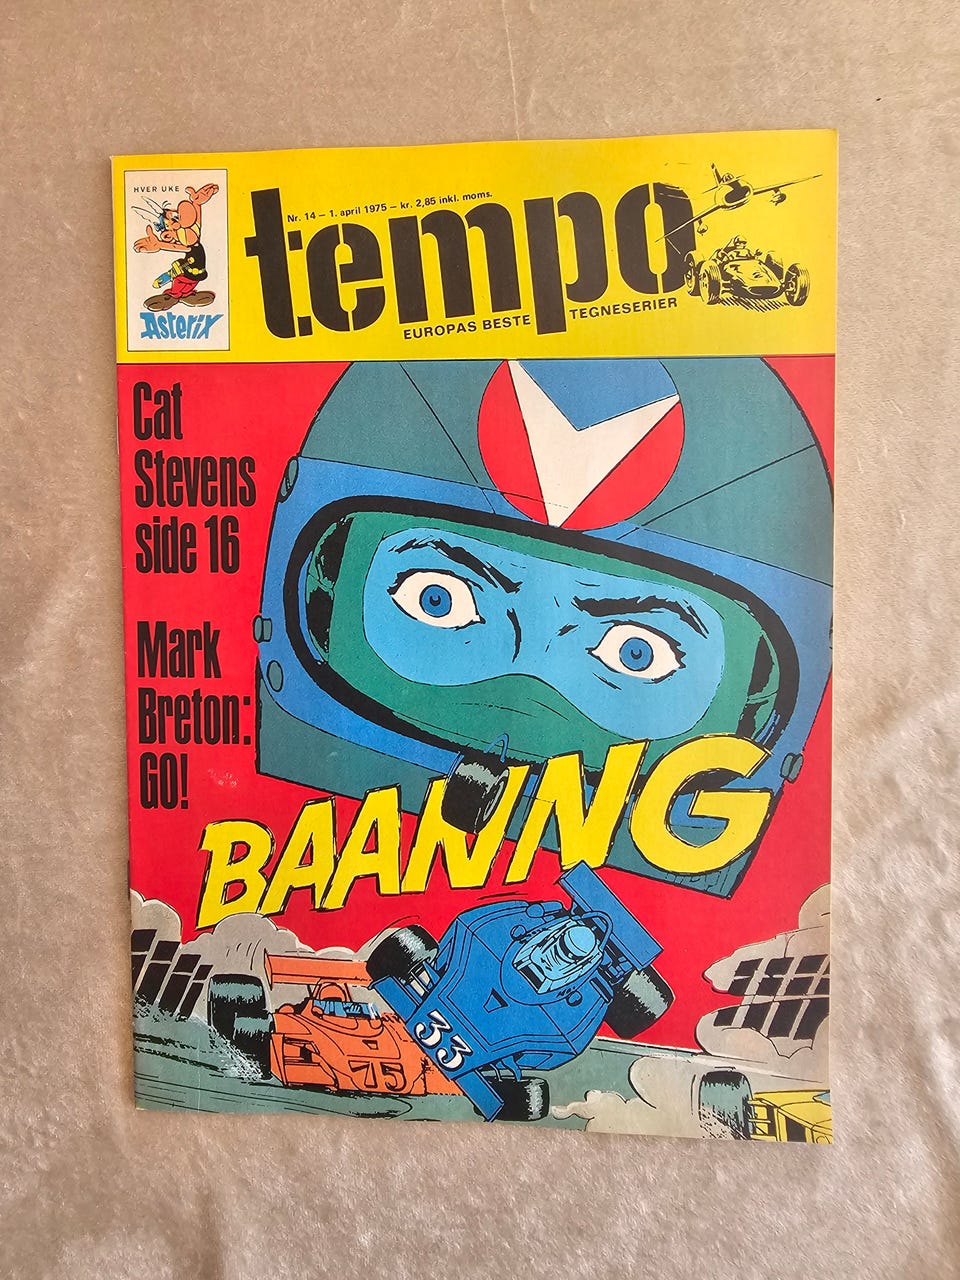 HVER UKE
Asterix
Nr. 14 – 1. april 1975 – kr. 2,85 inkl. moms.
tempo
EUROPAS BESTE TEGNESERIER
Cat
Stevens
side 16
Mark
Breton:
GO!
BAANNG
33
75